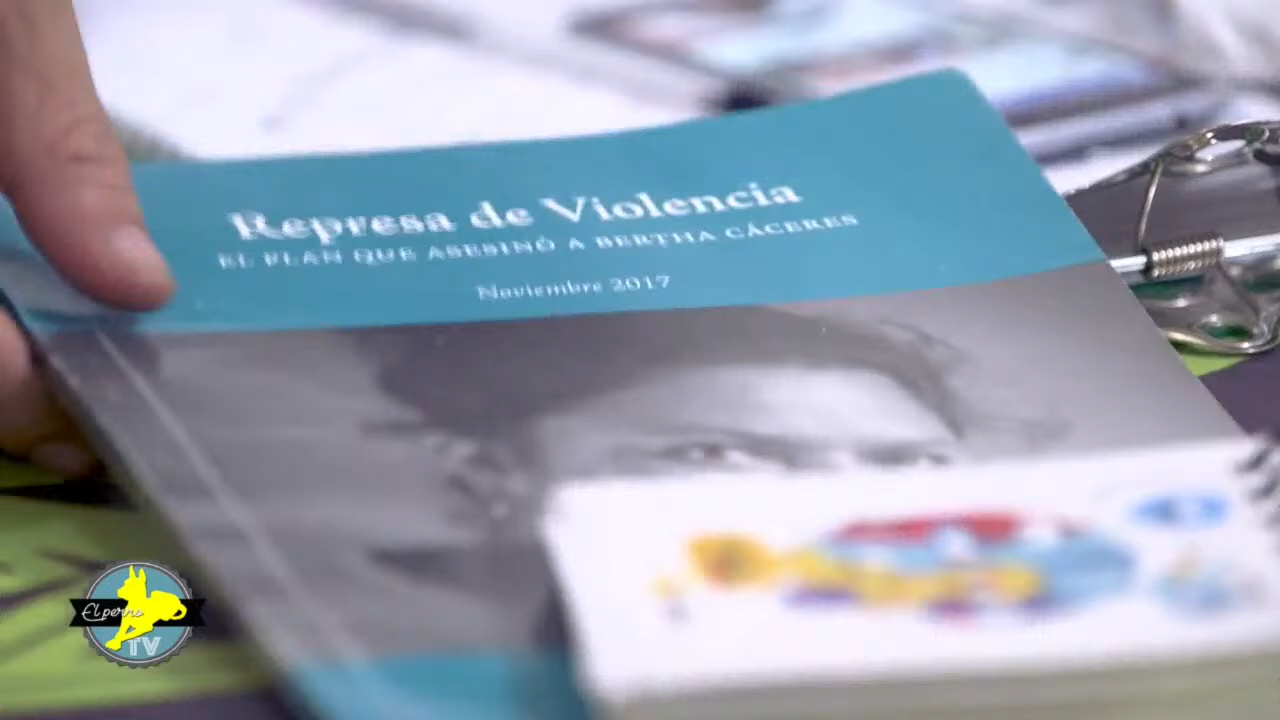 Represa de Violencia
EL PLAN QUE ASESINÓ A BERTHA CÁCERES
Noviembre 2017
El perro
TV